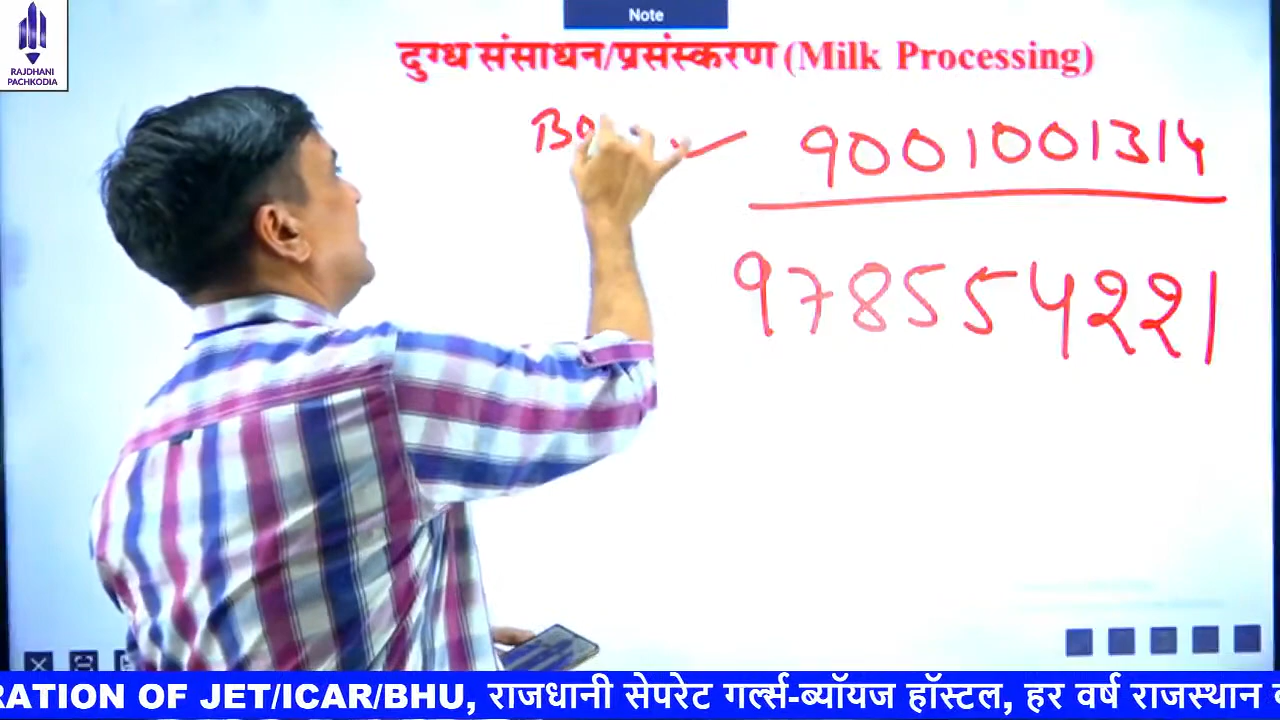 Note
RAJDHANI
PACHKODIA
दुग्ध संसाधन/प्रसंस्करण (Milk Processing)
9001001314
978554221
RATION OF JET/ICAR/BHU, राजधानी सेपरेट गर्ल्स-ब्यॉयज हॉस्टल, हर वर्ष राजस्थान